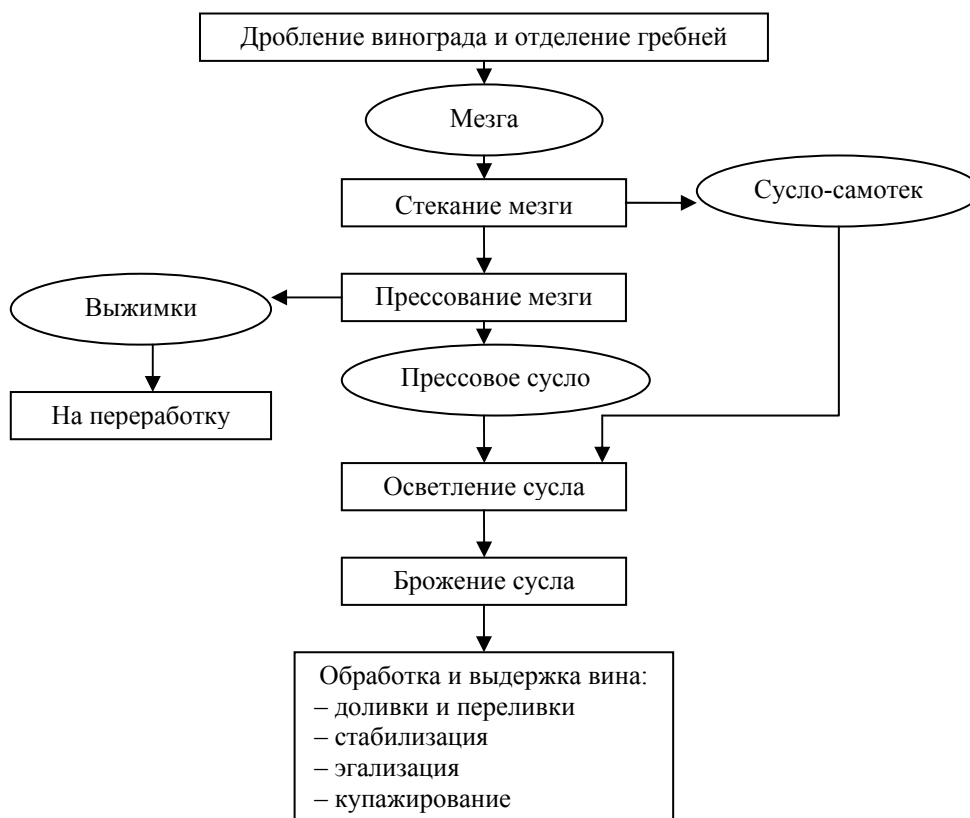 Дробление винограда и отделение гребней
Мезга
Стекание мезги
Сусло-самотек
Прессование мезги
Выжимки
Прессовое сусло
На переработку
Осветление сусла
Брожение сусла
Обработка и выдержка вина:
– доливки и переливки
– стабилизация
– эгализация
– купажирование